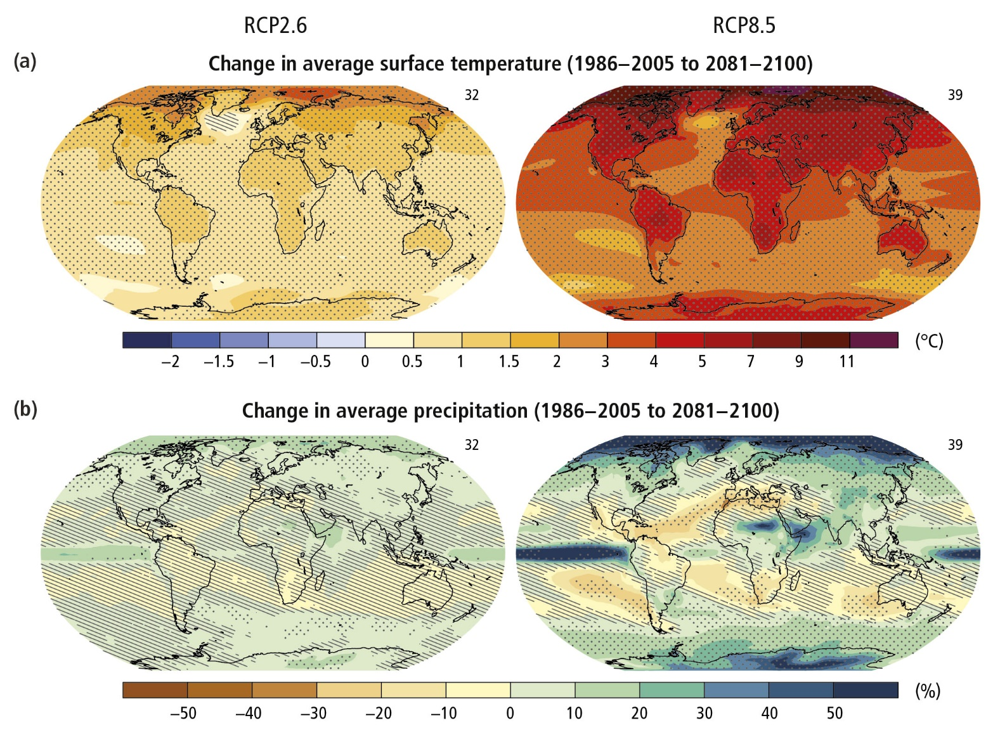 RCP2.6 RCP8.5
(a) Change in average surface temperature (1986–2005 to 2081–2100)
32 39
(°C)
–2 –1.5 –1 –0.5 0 0.5 1 1.5 2 3 4 5 7 9 11
(b) Change in average precipitation (1986–2005 to 2081–2100)
32 39
(%)
–50 –40 –30 –20 –10 0 10 20 30 40 50